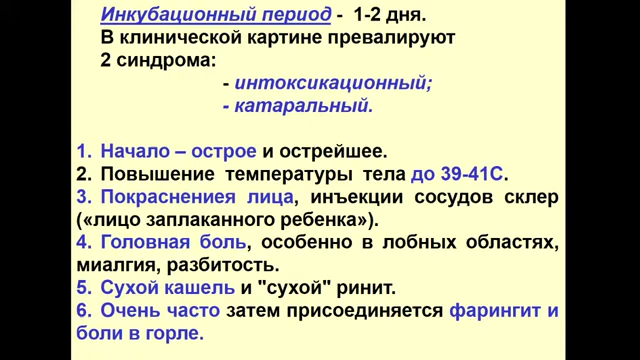 Инкубационный период - 1-2 дня.
В клинической картине превалируют
2 синдрома:
- интоксикационный;
- катаральный.
1. Начало – острое и острейшее.
2. Повышение температуры тела до 39-41С.
3. Покраснениея лица, инъекции сосудов склер
(«лицо заплаканного ребенка»).
4. Головная боль, особенно в лобных областях,
миалгия, разбитость.
5. Сухой кашель и "сухой" ринит.
6. Очень часто затем присоединяется фарингит и
боли в горле.